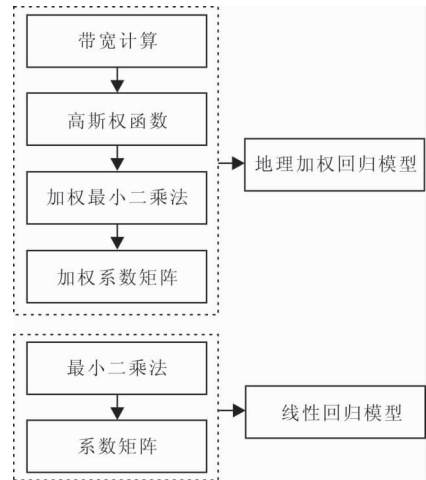 带宽计算
高斯权函数
加权最小二乘法
加权系数矩阵
地理加权回归模型
最小二乘法
系数矩阵
线性回归模型